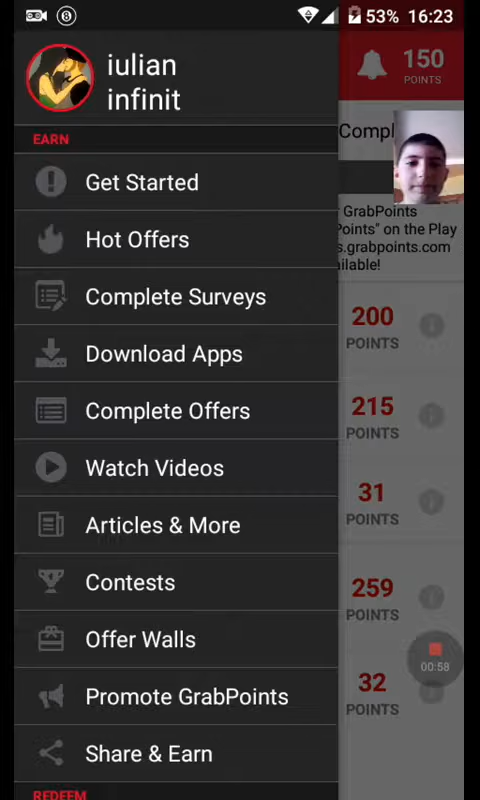 53% 16:23
iulian
infinit
150
POINTS
EARN
Compl
Get Started
GrabPoints
Points" on the Play
s.grabpoints.com
ilable!
Hot Offers
Complete Surveys
200
POINTS
Download Apps
Complete Offers
215
POINTS
Watch Videos
31
POINTS
Articles & More
Contests
259
POINTS
Offer Walls
00:58
Promote GrabPoints
32
POINTS
Share & Earn
REDEEM